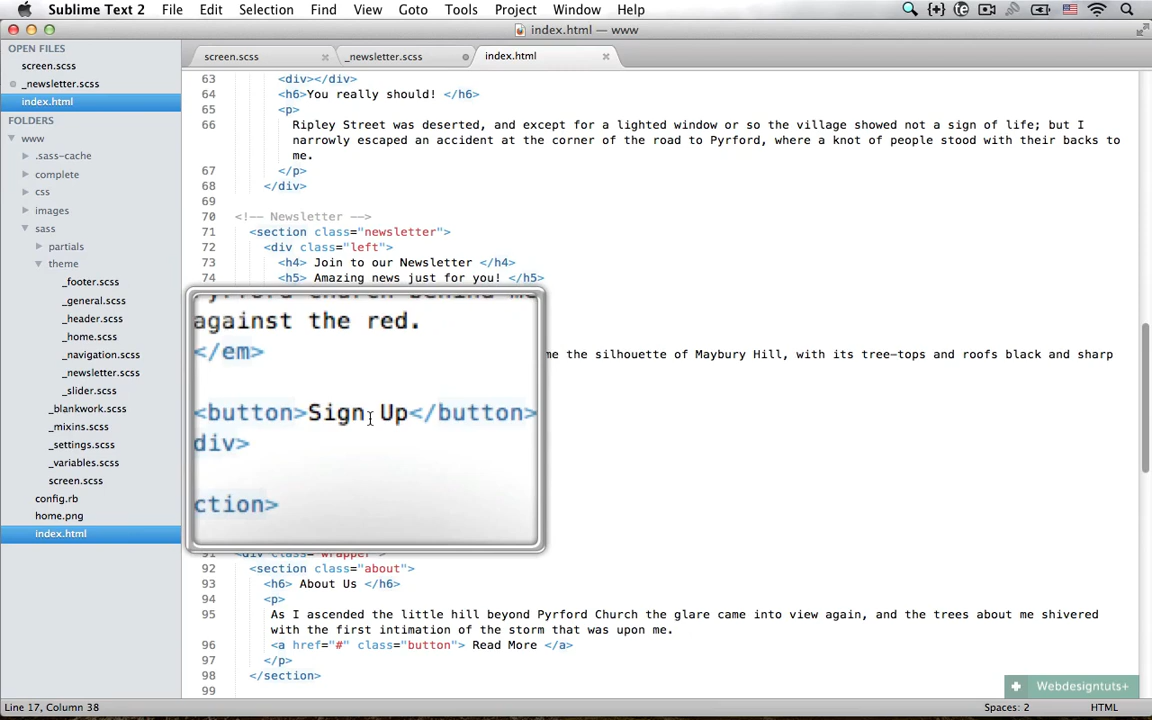 Sublime Text 2 File Edit Selection Find View Goto Tools Project Window Help
index.html — www
OPEN FILES
screen.scss
_newsletter.scss
index.html
FOLDERS
www
.sass-cache
complete
css
images
sass
partials
theme
_footer.scss
_general.scss
_header.scss
_home.scss
_navigation.scss
_newsletter.scss
_slider.scss
_blankwork.scss
_mixins.scss
_settings.scss
_variables.scss
screen.scss
config.rb
home.png
index.html
screen.scss _newsletter.scss index.html
63 <div></div>
64 <h6>You really should! </h6>
65 <p>
66 Ripley Street was deserted, and except for a lighted window or so the village showed not a sign of life; but I
narrowly escaped an accident at the corner of the road to Pyrford, where a knot of people stood with their backs to
me.
67 </p>
68 </div>
69
70 <!-- Newsletter -->
71 <section class="newsletter">
72 <div class="left">
73 <h4> Join to our Newsletter </h4>
74 <h5> Amazing news just for you! </h5>
church behind me
against the red.
</em>
me the silhouette of Maybury Hill, with its tree-tops and roofs black and sharp
<button>Sign Up</button>
div>
ction>
91 <div class="wrapper">
92 <section class="about">
93 <h6> About Us </h6>
94 <p>
95 As I ascended the little hill beyond Pyrford Church the glare came into view again, and the trees about me shivered
with the first intimation of the storm that was upon me.
96 <a href="#" class="button"> Read More </a>
97 </p>
98 </section>
99
Webdesigntuts+
Line 17, Column 38 Spaces: 2 HTML